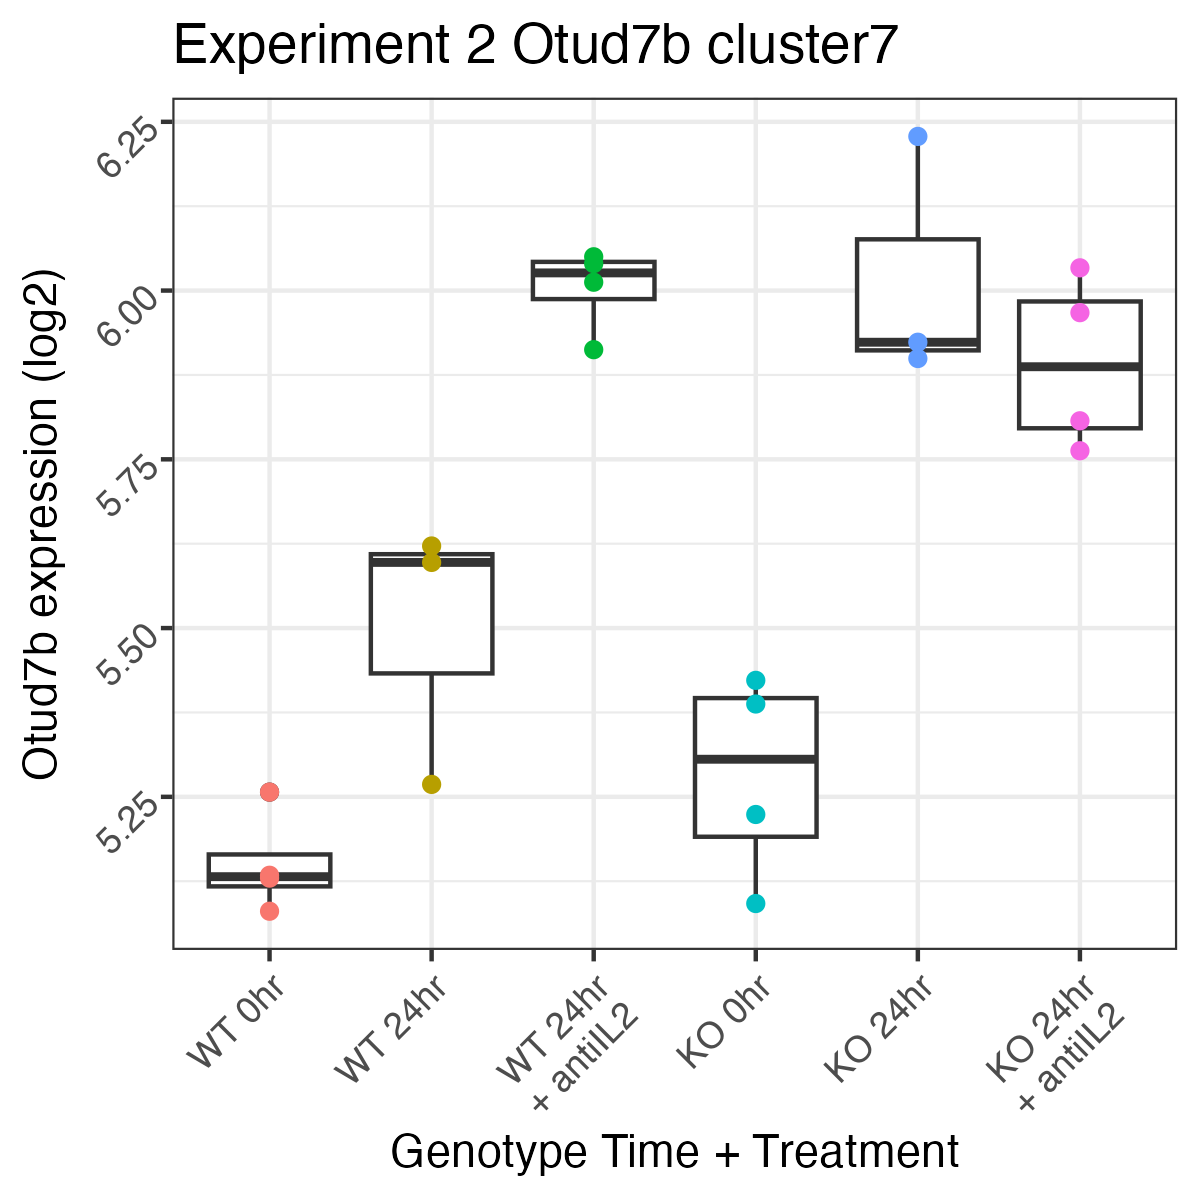 Experiment 2 Otud7b cluster7
Otud7b expression (log2)
6.25
6.00
5.75
5.50
5.25
WT 0hr
WT 24hr
WT 24hr
+ antiIL2
KO 0hr
KO 24hr
KO 24hr
+ antiIL2
Genotype Time + Treatment